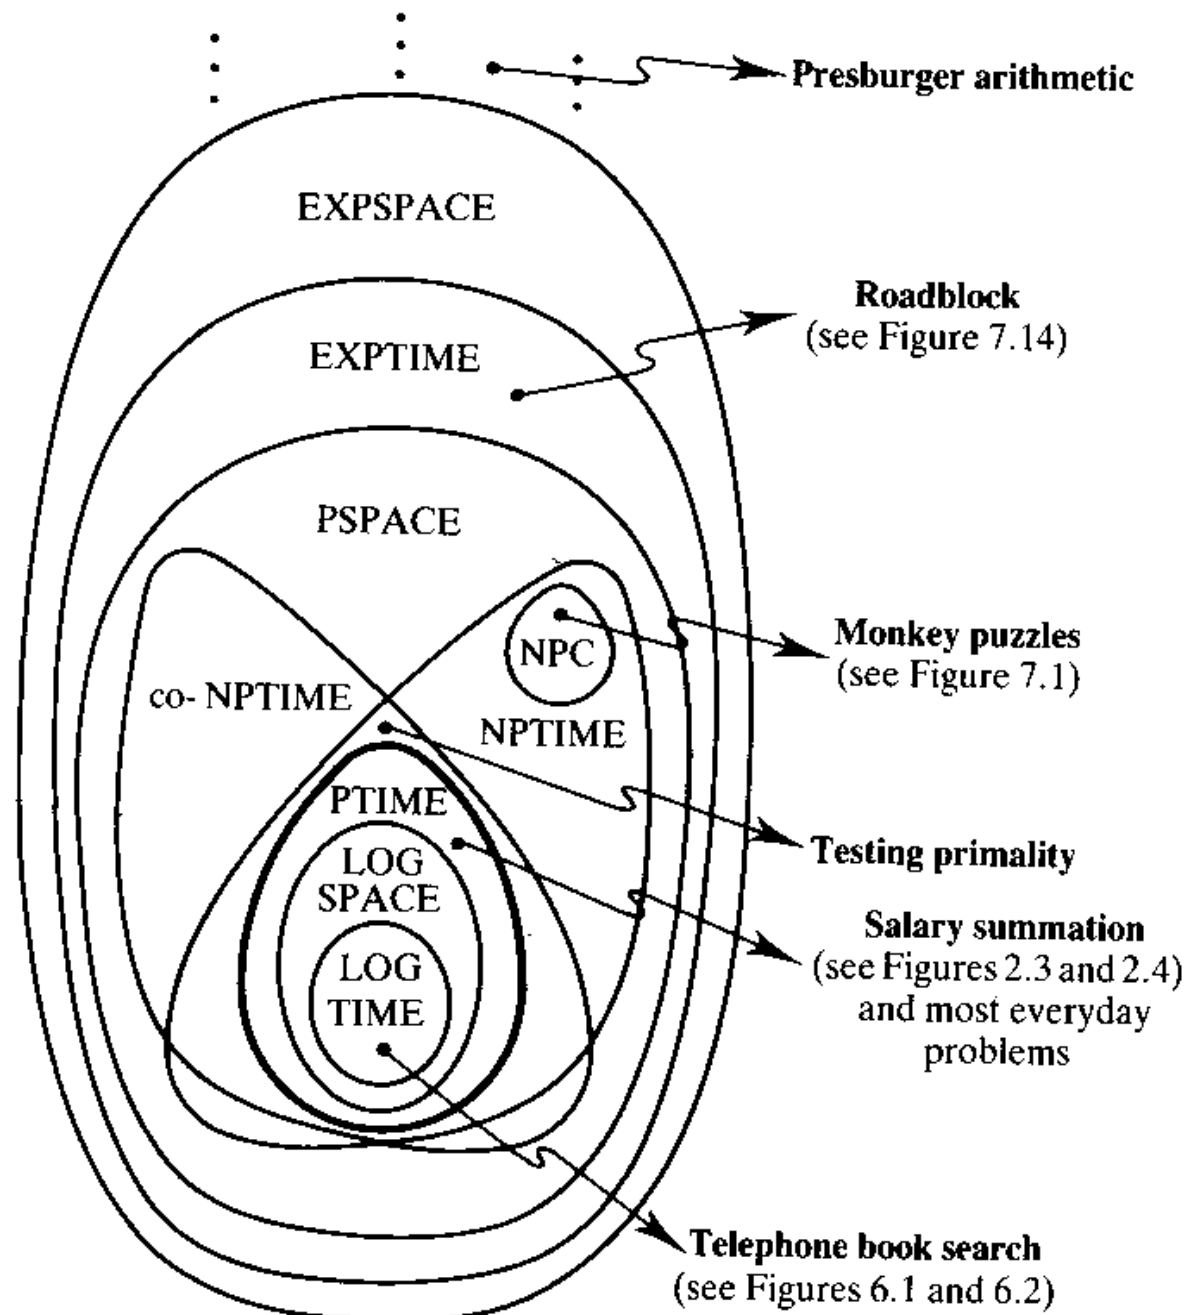 Presburger arithmetic
EXPSPACE
Roadblock
(see Figure 7.14)
EXPTIME
PSPACE
Monkey puzzles
(see Figure 7.1)
NPC
co- NPTIME
NPTIME
PTIME
Testing primality
LOG
SPACE
Salary summation
(see Figures 2.3 and 2.4)
and most everyday
problems
LOG
TIME
Telephone book search
(see Figures 6.1 and 6.2)